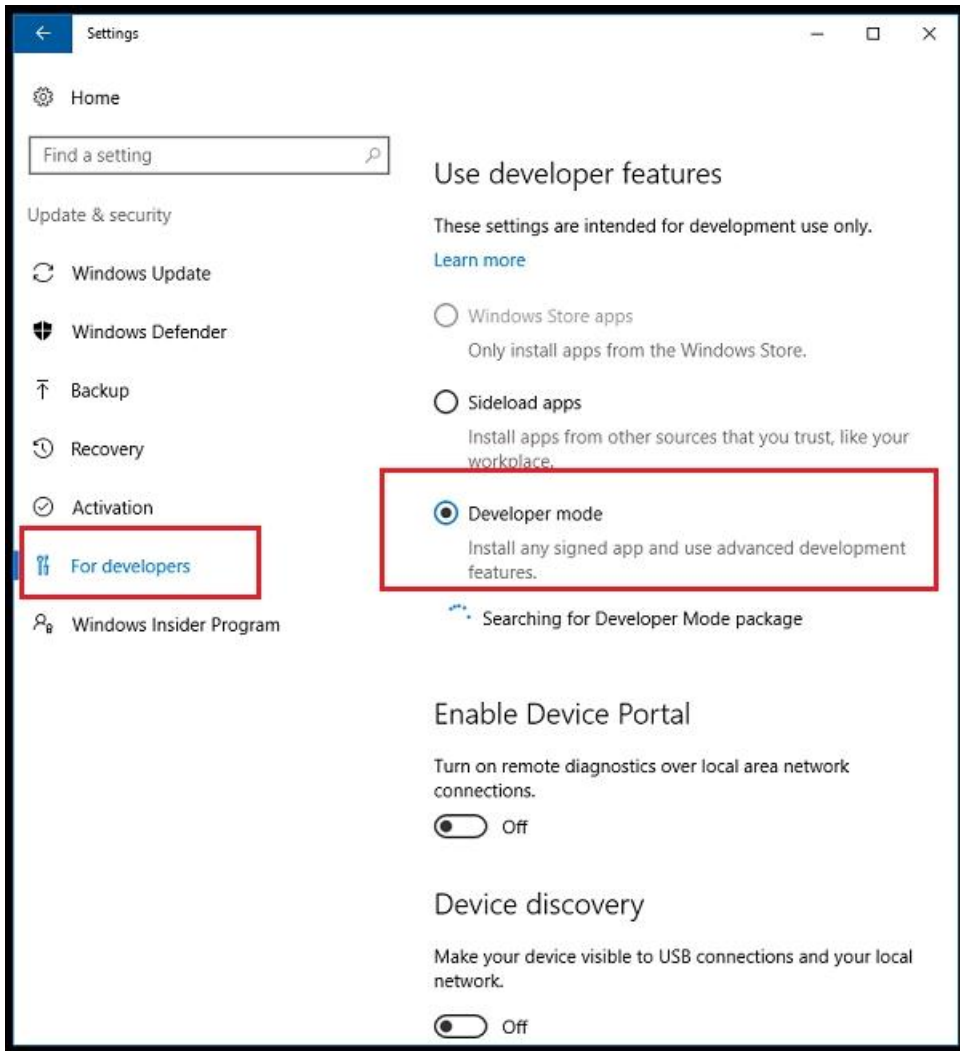 Settings
Home
Find a setting
Update & security
Windows Update
Windows Defender
Backup
Recovery
Activation
For developers
Windows Insider Program
Use developer features
These settings are intended for development use only.
Learn more
Windows Store apps
Only install apps from the Windows Store.
Sideload apps
Install apps from other sources that you trust, like your
workplace.
Developer mode
Install any signed app and use advanced development
features.
Searching for Developer Mode package
Enable Device Portal
Turn on remote diagnostics over local area network
connections.
Off
Device discovery
Make your device visible to USB connections and your local
network.
Off